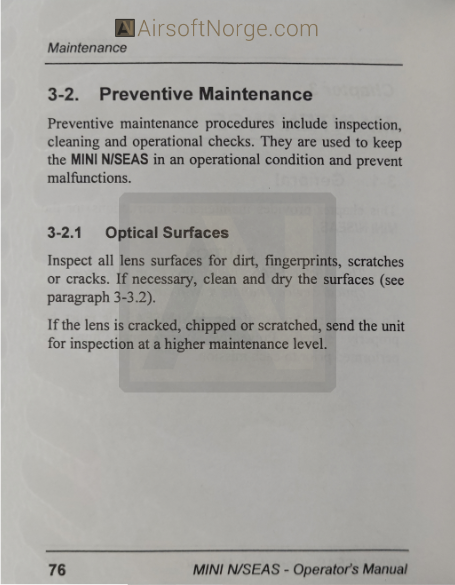 AirsoftNorge.com
Maintenance
3-2. Preventive Maintenance
Preventive maintenance procedures include inspection,
cleaning and operational checks. They are used to keep
the MINI N/SEAS in an operational condition and prevent
malfunctions.
3-2.1 Optical Surfaces
Inspect all lens surfaces for dirt, fingerprints, scratches
or cracks. If necessary, clean and dry the surfaces (see
paragraph 3-3.2).
If the lens is cracked, chipped or scratched, send the unit
for inspection at a higher maintenance level.
76 MINI N/SEAS - Operator's Manual